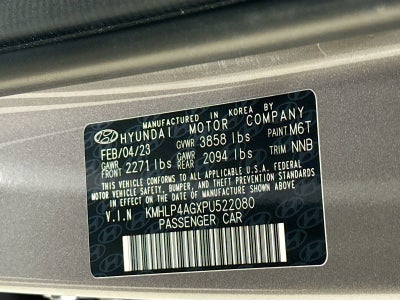 MANUFACTURED IN KOREA BY
HYUNDAI MOTOR COMPANY
FEB/04/23 GVWR 3858 lbs PAINT M6T
GAWR FRONT 2271 lbs GAWR REAR 2094 lbs TRIM NNB
THIS VEHICLE CONFORMS TO ALL APPLICABLE U.S.A. FEDERAL
MOTOR VEHICLE SAFETY, BUMPER, AND THEFT PREVENTION STANDARDS
IN EFFECT ON THE DATE OF MANUFACTURE SHOWN ABOVE.
V.I.N KMHLP4AGXPU522080
PASSENGER CAR